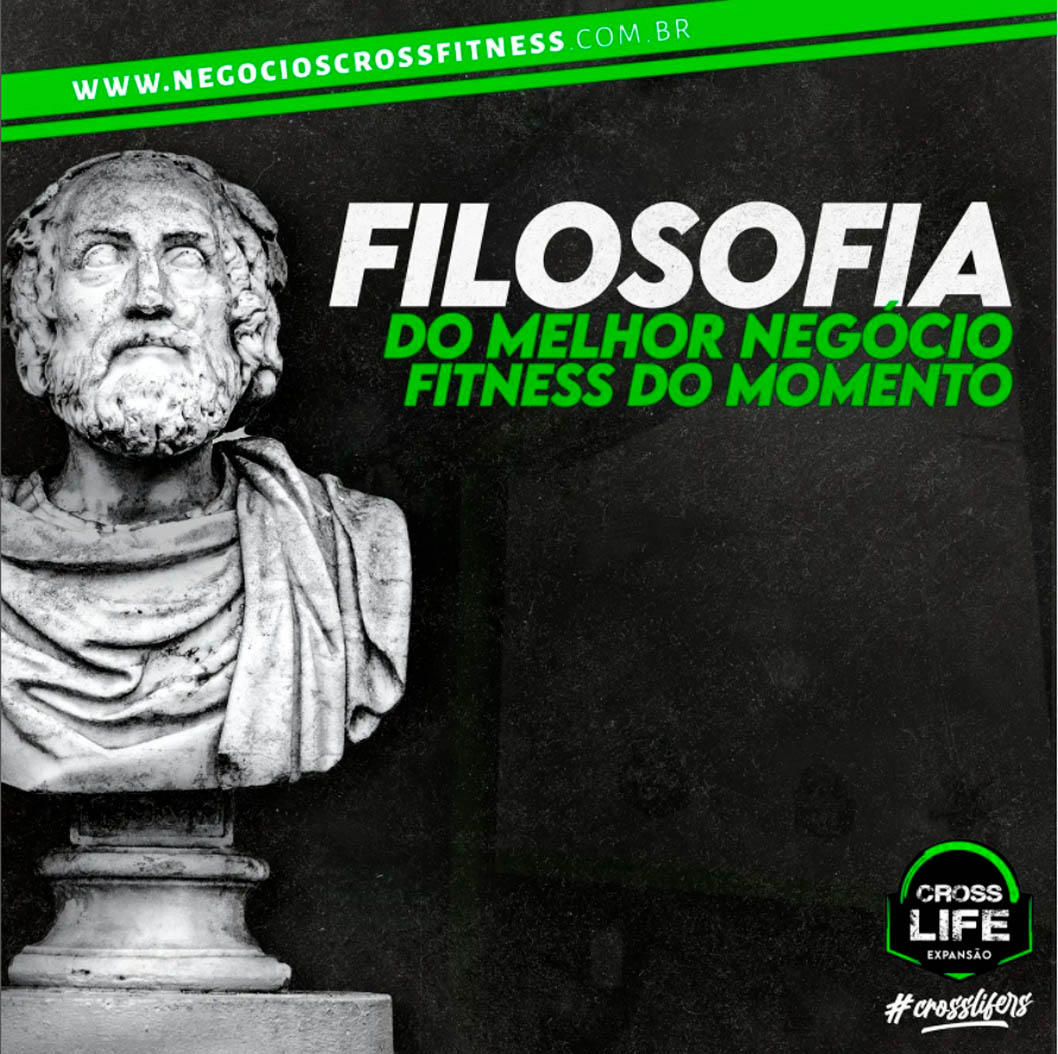 WWW.NEGOCIOSCROSSFITNESS.COM.BR
FILOSOFIA
DO MELHOR NEGÓCIO
FITNESS DO MOMENTO
CROSS
LIFE
EXPANSÃO
#crosslifers